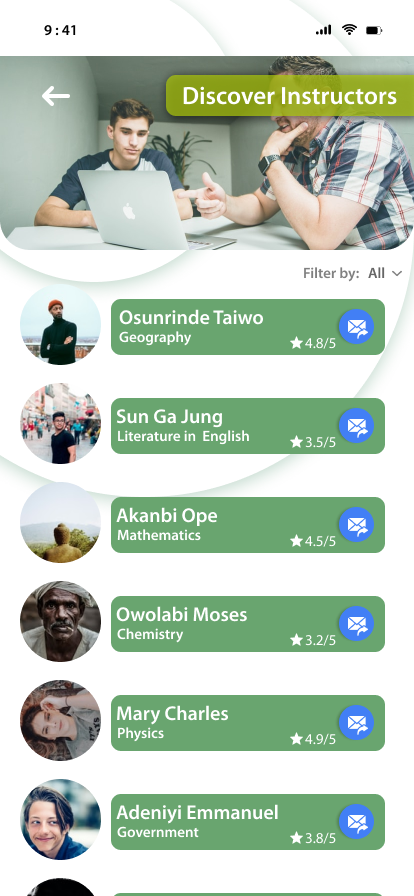 9:41
Discover Instructors
Filter by: All
Osunrinde Taiwo
Geography
4.8/5
Sun Ga Jung
Literature in English
3.5/5
Akanbi Ope
Mathematics
4.5/5
Owolabi Moses
Chemistry
3.2/5
Mary Charles
Physics
4.9/5
Adeniyi Emmanuel
Government
3.8/5